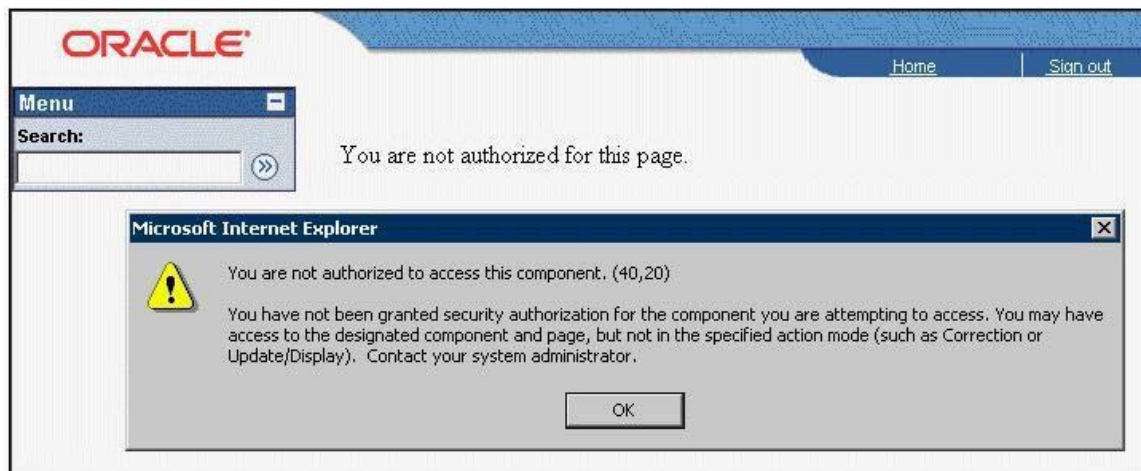 ORACLE
Home Sign out
Menu
Search:
You are not authorized for this page.
Microsoft Internet Explorer
You are not authorized to access this component. (40,20)
You have not been granted security authorization for the component you are attempting to access. You may have
access to the designated component and page, but not in the specified action mode (such as Correction or
Update/Display). Contact your system administrator.
OK